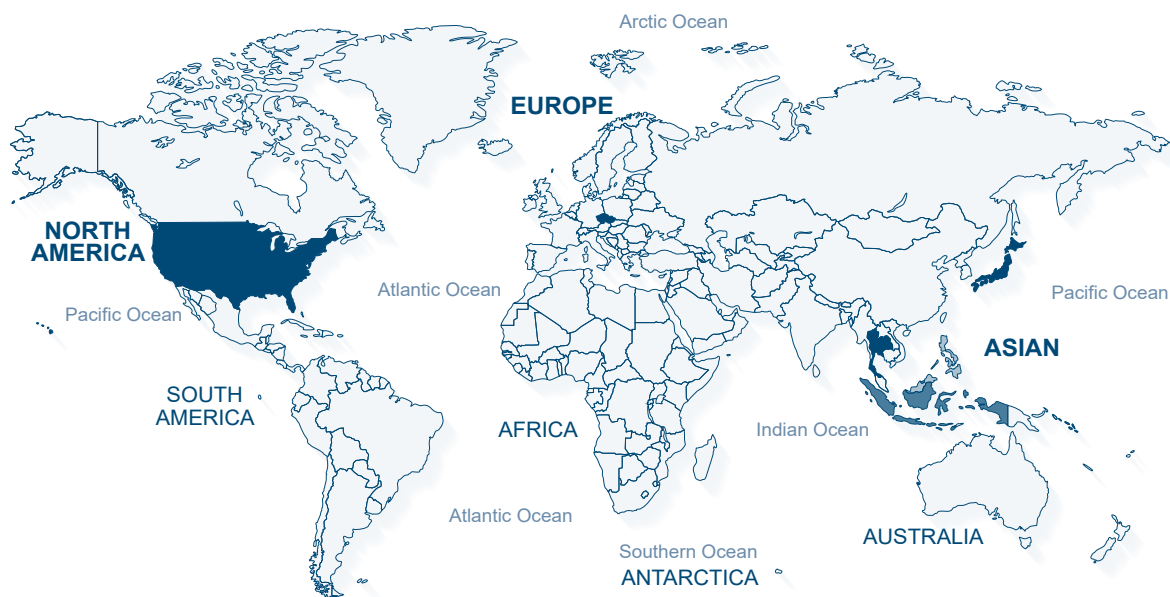 Arctic Ocean
EUROPE
NORTH
AMERICA
Atlantic Ocean
Pacific Ocean
Pacific Ocean
ASIAN
SOUTH
AMERICA
AFRICA
Indian Ocean
Atlantic Ocean
AUSTRALIA
Southern Ocean
ANTARCTICA